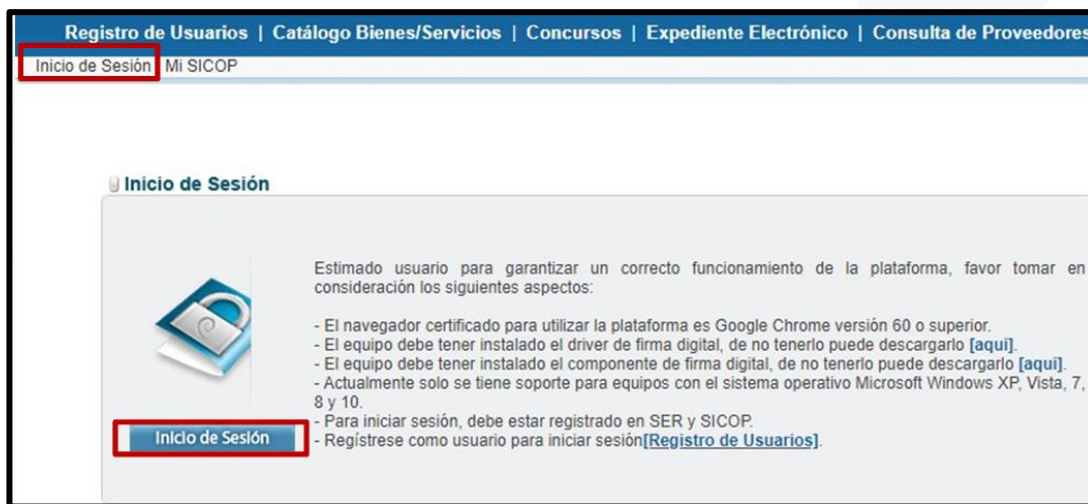 Registro de Usuarios | Catálogo Bienes/Servicios | Concursos | Expediente Electrónico | Consulta de Proveedores
Inicio de Sesión Mi SICOP
Inicio de Sesión
Estimado usuario para garantizar un correcto funcionamiento de la plataforma, favor tomar en
consideración los siguientes aspectos:
- El navegador certificado para utilizar la plataforma es Google Chrome versión 60 o superior.
- El equipo debe tener instalado el driver de firma digital, de no tenerlo puede descargarlo [aqui].
- El equipo debe tener instalado el componente de firma digital, de no tenerlo puede descargarlo [aqui].
- Actualmente solo se tiene soporte para equipos con el sistema operativo Microsoft Windows XP, Vista, 7,
8 y 10.
- Para iniciar sesión, debe estar registrado en SER y SICOP.
- Regístrese como usuario para iniciar sesión[Registro de Usuarios].
Inicio de Sesión